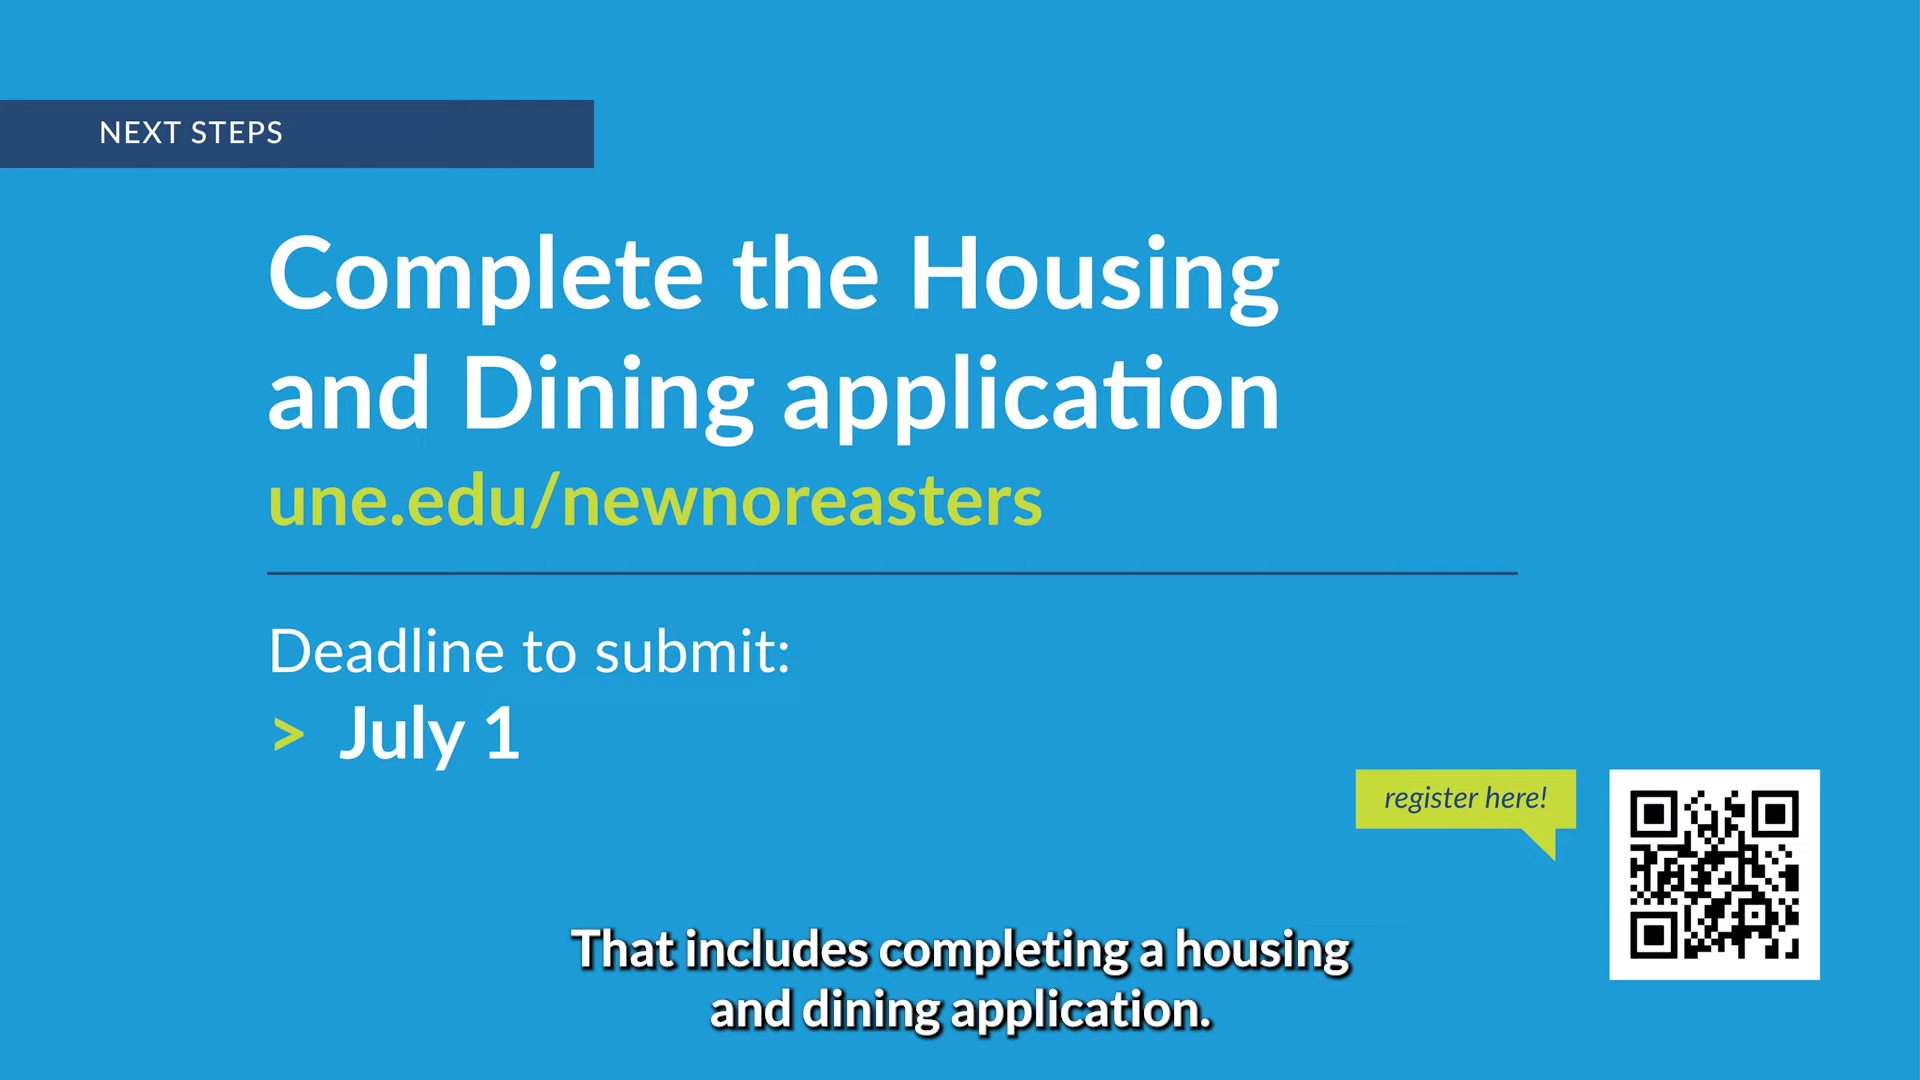 NEXT STEPS
Complete the Housing
and Dining application
une.edu/newnoreasters
Deadline to submit:
> July 1
register here!
That includes completing a housing
and dining application.